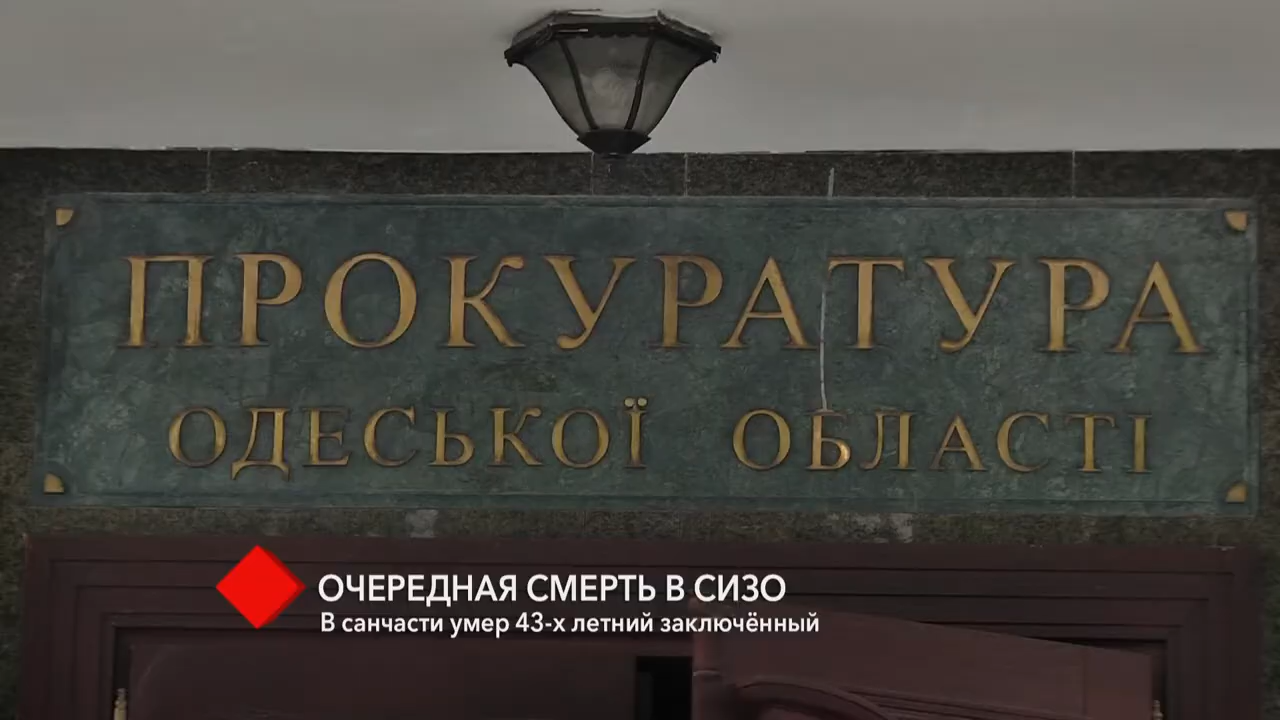 ПРОКУРАТУРА
ОДЕСЬКОЇ ОБЛАСТІ
ОЧЕРЕДНАЯ СМЕРТЬ В СИЗО
В санчасти умер 43-х летний заключённый